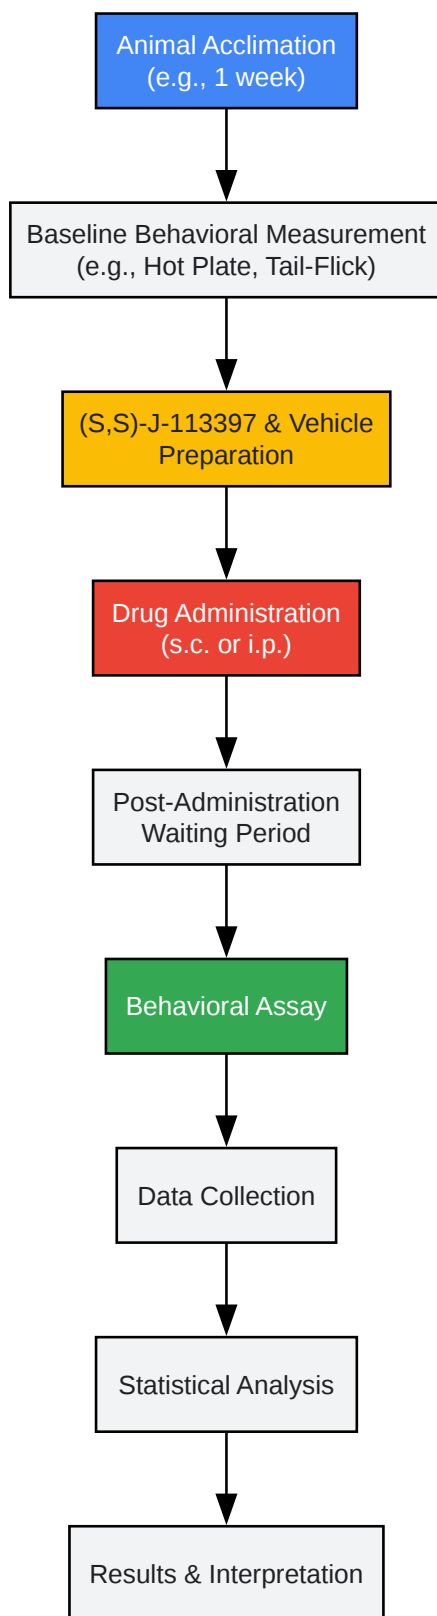 Animal Acclimation
(e.g., 1 week)
Baseline Behavioral Measurement
(e.g., Hot Plate, Tail-Flick)
(S,S)-J-113397 & Vehicle
Preparation
Drug Administration
(s.c. or i.p.)
Post-Administration
Waiting Period
Behavioral Assay
Data Collection
Statistical Analysis
Results & Interpretation